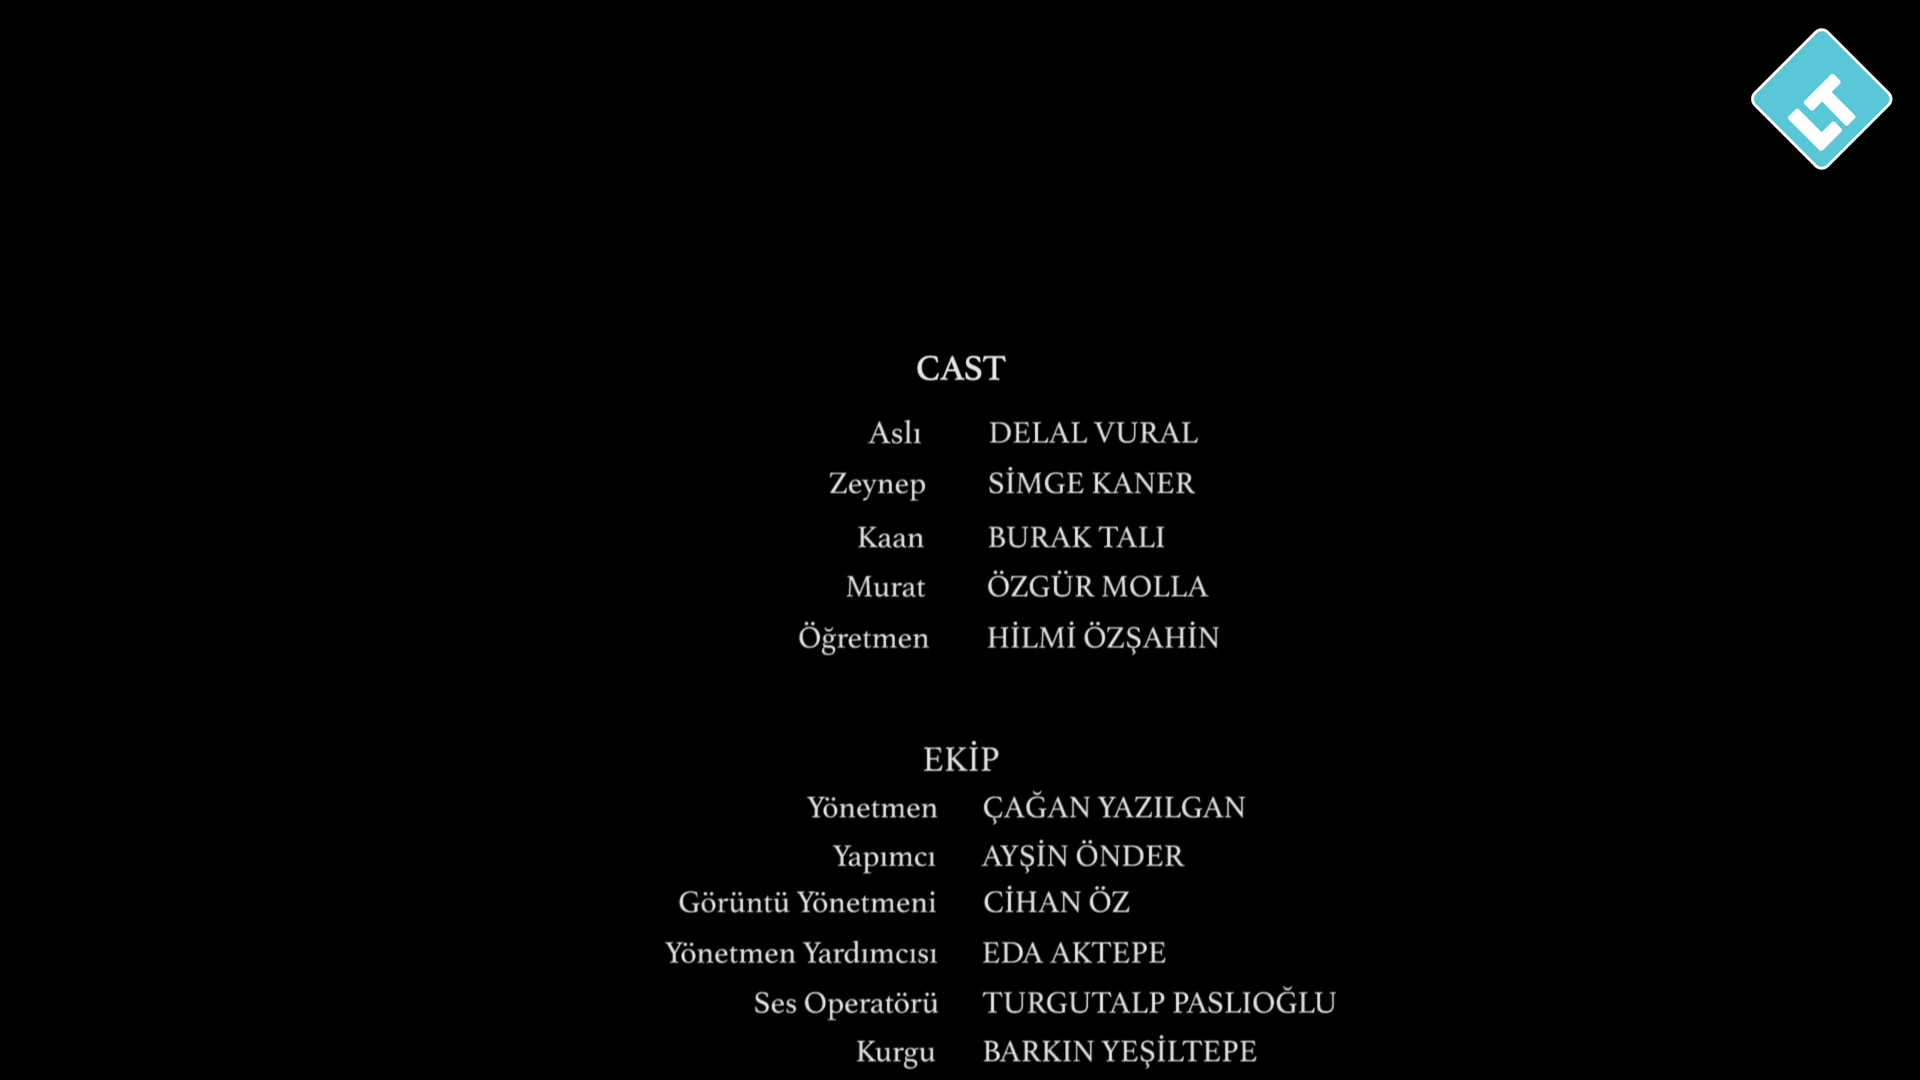 LT
CAST
Aslı DELAL VURAL
Zeynep SİMGE KANER
Kaan BURAK TALI
Murat ÖZGÜR MOLLA
Öğretmen HİLMİ ÖZŞAHİN
EKİP
Yönetmen ÇAĞAN YAZILGAN
Yapımcı AYŞİN ÖNDER
Görüntü Yönetmeni CİHAN ÖZ
Yönetmen Yardımcısı EDA AKTEPE
Ses Operatörü TURGUTALP PASLIOĞLU
Kurgu BARKIN YEŞİLTEPE